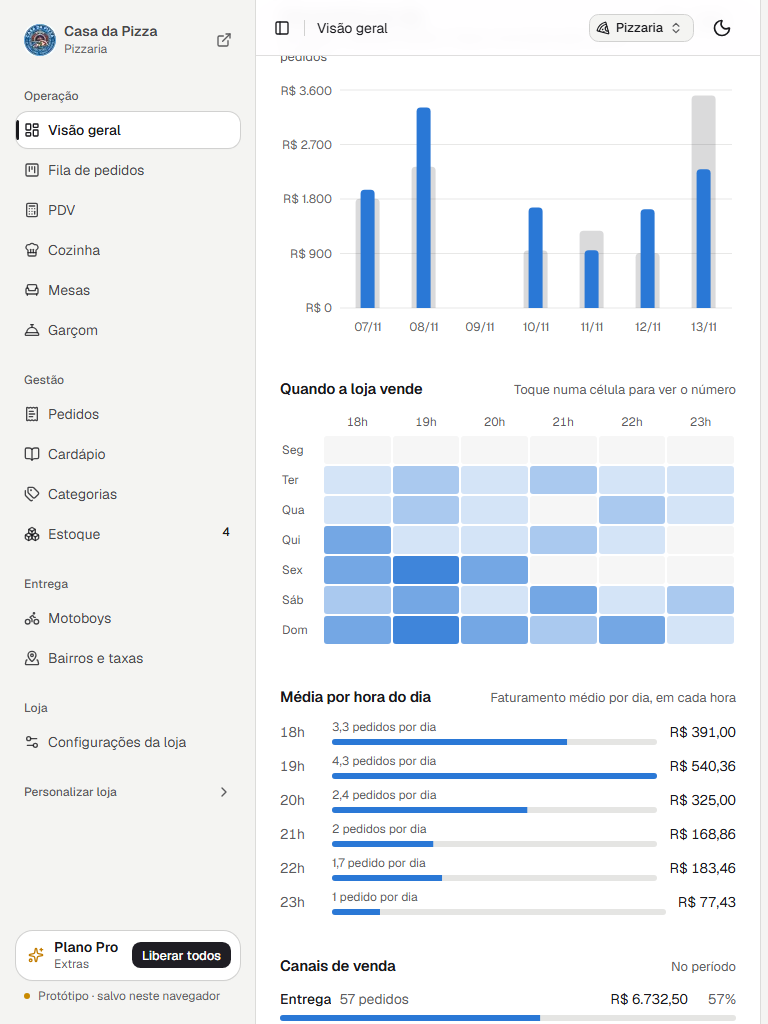 Casa da Pizza
Pizzaria
Operação
Visão geral
Fila de pedidos
PDV
Cozinha
Mesas
Garçom
Gestão
Pedidos
Cardápio
Categorias
Estoque 4
Entrega
Motoboys
Bairros e taxas
Loja
Configurações da loja
Personalizar loja
Plano Pro
Extras
Liberar todos
Protótipo · salvo neste navegador
Visão geral
Pizzaria
pedidos
R$ 3.600
R$ 2.700
R$ 1.800
R$ 900
R$ 0
07/11 08/11 09/11 10/11 11/11 12/11 13/11
Quando a loja vende Toque numa célula para ver o número
18h 19h 20h 21h 22h 23h
Seg
Ter
Qua
Qui
Sex
Sáb
Dom
Média por hora do dia Faturamento médio por dia, em cada hora
18h 3,3 pedidos por dia R$ 391,00
19h 4,3 pedidos por dia R$ 540,36
20h 2,4 pedidos por dia R$ 325,00
21h 2 pedidos por dia R$ 168,86
22h 1,7 pedido por dia R$ 183,46
23h 1 pedido por dia R$ 77,43
Canais de venda No período
Entrega 57 pedidos R$ 6.732,50 57%